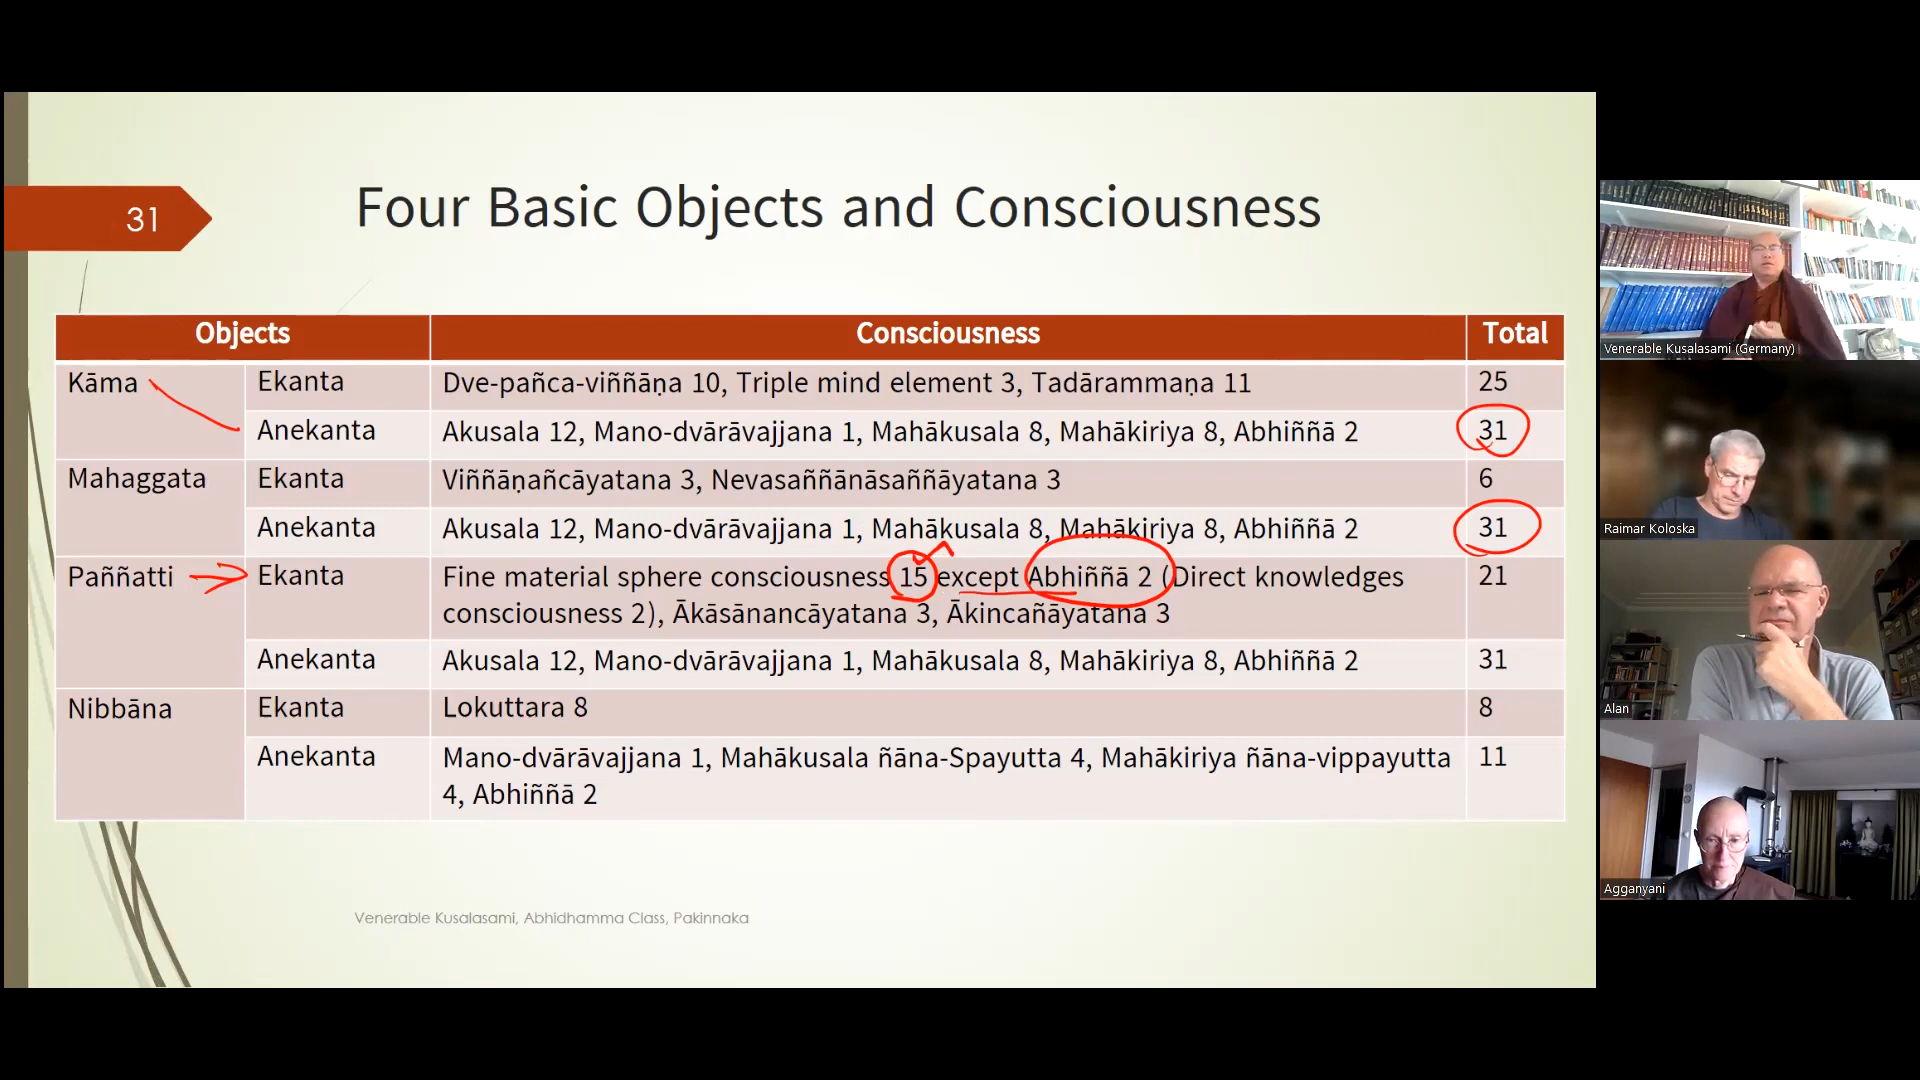 31
Four Basic Objects and Consciousness
Objects Consciousness Total
Kāma Ekanta Dve-pañca-viññāṇa 10, Triple mind element 3, Tadārammaṇa 11 25
Anekanta Akusala 12, Mano-dvārāvajjana 1, Mahākusala 8, Mahākiriya 8, Abhiññā 2 31
Mahaggata Ekanta Viññāṇañcāyatana 3, Nevasaññānāsaññāyatana 3 6
Anekanta Akusala 12, Mano-dvārāvajjana 1, Mahākusala 8, Mahākiriya 8, Abhiññā 2 31
Paññatti Ekanta Fine material sphere consciousness 15 except Abhiññā 2 (Direct knowledges 21
consciousness 2), Ākāsānancāyatana 3, Ākincañāyatana 3
Anekanta Akusala 12, Mano-dvārāvajjana 1, Mahākusala 8, Mahākiriya 8, Abhiññā 2 31
Nibbāna Ekanta Lokuttara 8 8
Anekanta Mano-dvārāvajjana 1, Mahākusala ñāna-Spayutta 4, Mahākiriya ñāna-vippayutta 11
4, Abhiññā 2
Venerable Kusalasami, Abhidhamma Class, Pakinnaka
Venerable Kusalasami (Germany)
Raimar Koloska
Alan
Agganyani